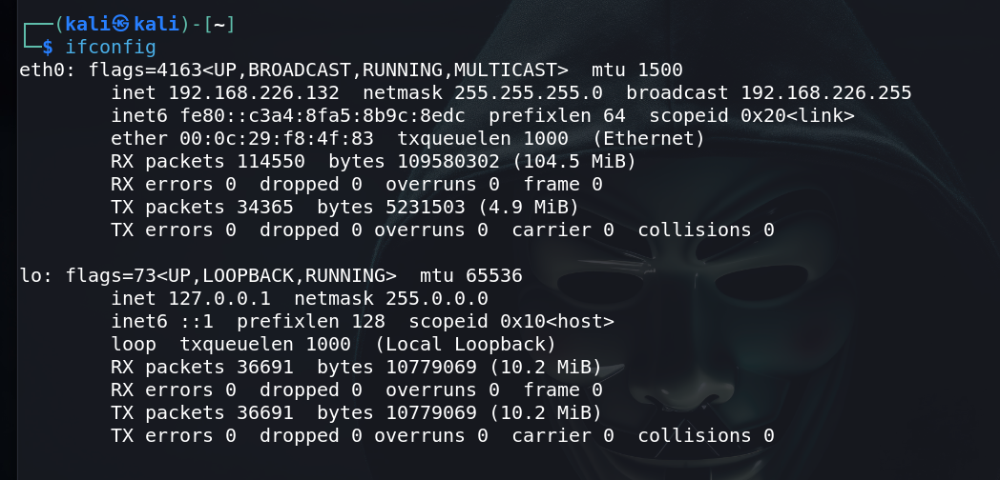 ┌──(kali㉿kali)-[~]
└─$ ifconfig
eth0: flags=4163<UP,BROADCAST,RUNNING,MULTICAST>  mtu 1500
        inet 192.168.226.132  netmask 255.255.255.0  broadcast 192.168.226.255
        inet6 fe80::c3a4:8fa5:8b9c:8edc  prefixlen 64  scopeid 0x20<link>
        ether 00:0c:29:f8:4f:83  txqueuelen 1000  (Ethernet)
        RX packets 114550  bytes 109580302 (104.5 MiB)
        RX errors 0  dropped 0  overruns 0  frame 0
        TX packets 34365  bytes 5231503 (4.9 MiB)
        TX errors 0  dropped 0 overruns 0  carrier 0  collisions 0

lo: flags=73<UP,LOOPBACK,RUNNING>  mtu 65536
        inet 127.0.0.1  netmask 255.0.0.0
        inet6 ::1  prefixlen 128  scopeid 0x10<host>
        loop  txqueuelen 1000  (Local Loopback)
        RX packets 36691  bytes 10779069 (10.2 MiB)
        RX errors 0  dropped 0  overruns 0  frame 0
        TX packets 36691  bytes 10779069 (10.2 MiB)
        TX errors 0  dropped 0 overruns 0  carrier 0  collisions 0